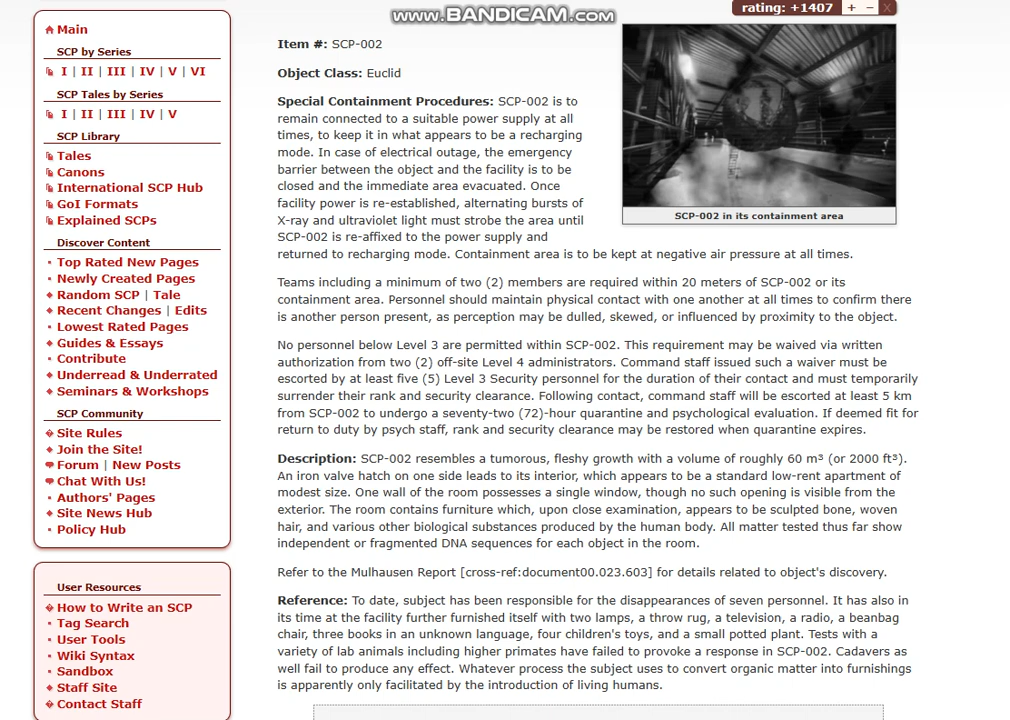 www.BANDICAM.com
rating: +1407 + − X
Main
SCP by Series
I | II | III | IV | V | VI
SCP Tales by Series
I | II | III | IV | V
SCP Library
Tales
Canons
International SCP Hub
GoI Formats
Explained SCPs
Discover Content
Top Rated New Pages
Newly Created Pages
Random SCP | Tale
Recent Changes | Edits
Lowest Rated Pages
Guides & Essays
Contribute
Underread & Underrated
Seminars & Workshops
SCP Community
Site Rules
Join the Site!
Forum | New Posts
Chat With Us!
Authors' Pages
Site News Hub
Policy Hub
User Resources
How to Write an SCP
Tag Search
User Tools
Wiki Syntax
Sandbox
Staff Site
Contact Staff
Item #: SCP-002
Object Class: Euclid
Special Containment Procedures: SCP-002 is to
remain connected to a suitable power supply at all
times, to keep it in what appears to be a recharging
mode. In case of electrical outage, the emergency
barrier between the object and the facility is to be
closed and the immediate area evacuated. Once
facility power is re-established, alternating bursts of
X-ray and ultraviolet light must strobe the area until
SCP-002 is re-affixed to the power supply and
returned to recharging mode. Containment area is to be kept at negative air pressure at all times.
SCP-002 in its containment area
Teams including a minimum of two (2) members are required within 20 meters of SCP-002 or its
containment area. Personnel should maintain physical contact with one another at all times to confirm there
is another person present, as perception may be dulled, skewed, or influenced by proximity to the object.
No personnel below Level 3 are permitted within SCP-002. This requirement may be waived via written
authorization from two (2) off-site Level 4 administrators. Command staff issued such a waiver must be
escorted by at least five (5) Level 3 Security personnel for the duration of their contact and must temporarily
surrender their rank and security clearance. Following contact, command staff will be escorted at least 5 km
from SCP-002 to undergo a seventy-two (72)-hour quarantine and psychological evaluation. If deemed fit for
return to duty by psych staff, rank and security clearance may be restored when quarantine expires.
Description: SCP-002 resembles a tumorous, fleshy growth with a volume of roughly 60 m³ (or 2000 ft³).
An iron valve hatch on one side leads to its interior, which appears to be a standard low-rent apartment of
modest size. One wall of the room possesses a single window, though no such opening is visible from the
exterior. The room contains furniture which, upon close examination, appears to be sculpted bone, woven
hair, and various other biological substances produced by the human body. All matter tested thus far show
independent or fragmented DNA sequences for each object in the room.
Refer to the Mulhausen Report [cross-ref:document00.023.603] for details related to object's discovery.
Reference: To date, subject has been responsible for the disappearances of seven personnel. It has also in
its time at the facility further furnished itself with two lamps, a throw rug, a television, a radio, a beanbag
chair, three books in an unknown language, four children's toys, and a small potted plant. Tests with a
variety of lab animals including higher primates have failed to provoke a response in SCP-002. Cadavers as
well fail to produce any effect. Whatever process the subject uses to convert organic matter into furnishings
is apparently only facilitated by the introduction of living humans.